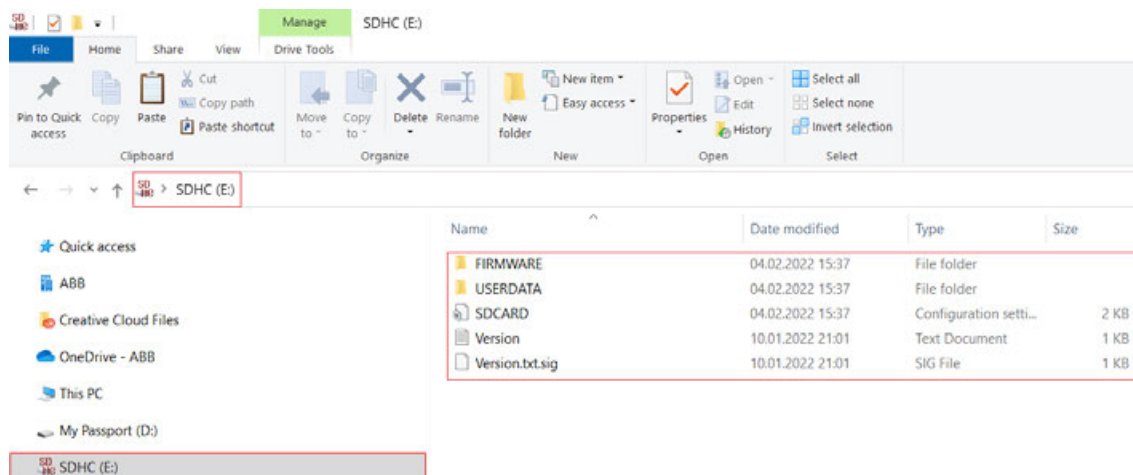 Manage SDHC (E:)
File Home Share View Drive Tools
Pin to Quick access
Copy
Paste
Cut
Copy path
Paste shortcut
Clipboard
Move to
Copy to
Delete
Rename
Organize
New folder
New item
Easy access
New
Properties
Open
Edit
History
Open
Select all
Select none
Invert selection
Select
SDHC (E:)
Quick access
ABB
Creative Cloud Files
OneDrive - ABB
This PC
My Passport (D:)
SDHC (E:)
Name Date modified Type Size
FIRMWARE 04.02.2022 15:37 File folder
USERDATA 04.02.2022 15:37 File folder
SDCARD 04.02.2022 15:37 Configuration setti... 2 KB
Version 10.01.2022 21:01 Text Document 1 KB
Version.txt.sig 10.01.2022 21:01 SIG File 1 KB